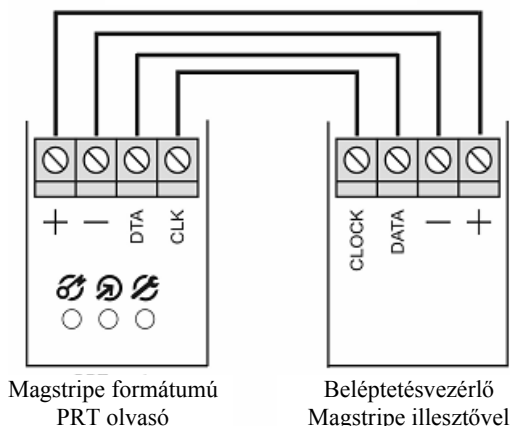 + — DTA CLK
CLOCK DATA — +
Magstripe formátumú
PRT olvasó
Beléptetésvezérlő
Magstripe illesztővel